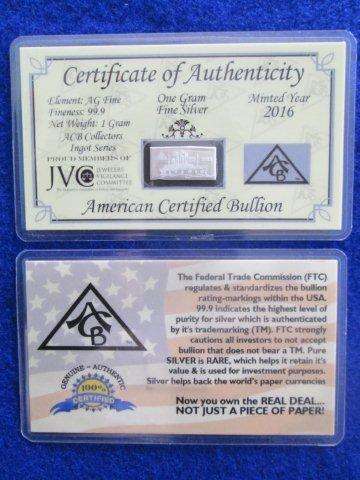 Certificate of Authenticity
Element: AG Fine
Fineness: 99.9
Net Weight: 1 Gram
ACB Collectors
Ingot Series
PROUD MEMBERS OF
JVC JEWELERS VIGILANCE COMMITTEE
One Gram
Fine Silver
Minted Year
2016
ACB
American Certified Bullion
ACB
GENUINE - AUTHENTIC
100%
CERTIFIED
The Federal Trade Commission (FTC)
regulates & standardizes the bullion
rating-markings within the USA.
99.9 indicates the highest level of
purity for silver which is authenticated
by it's trademarking (TM). FTC strongly
cautions all investors to not accept
bullion that does not bear a TM. Pure
SILVER is RARE, which helps it retain it's
value & is used for investment purposes.
Silver helps back the world's paper currencies
Now you own the REAL DEAL...
NOT JUST A PIECE OF PAPER!